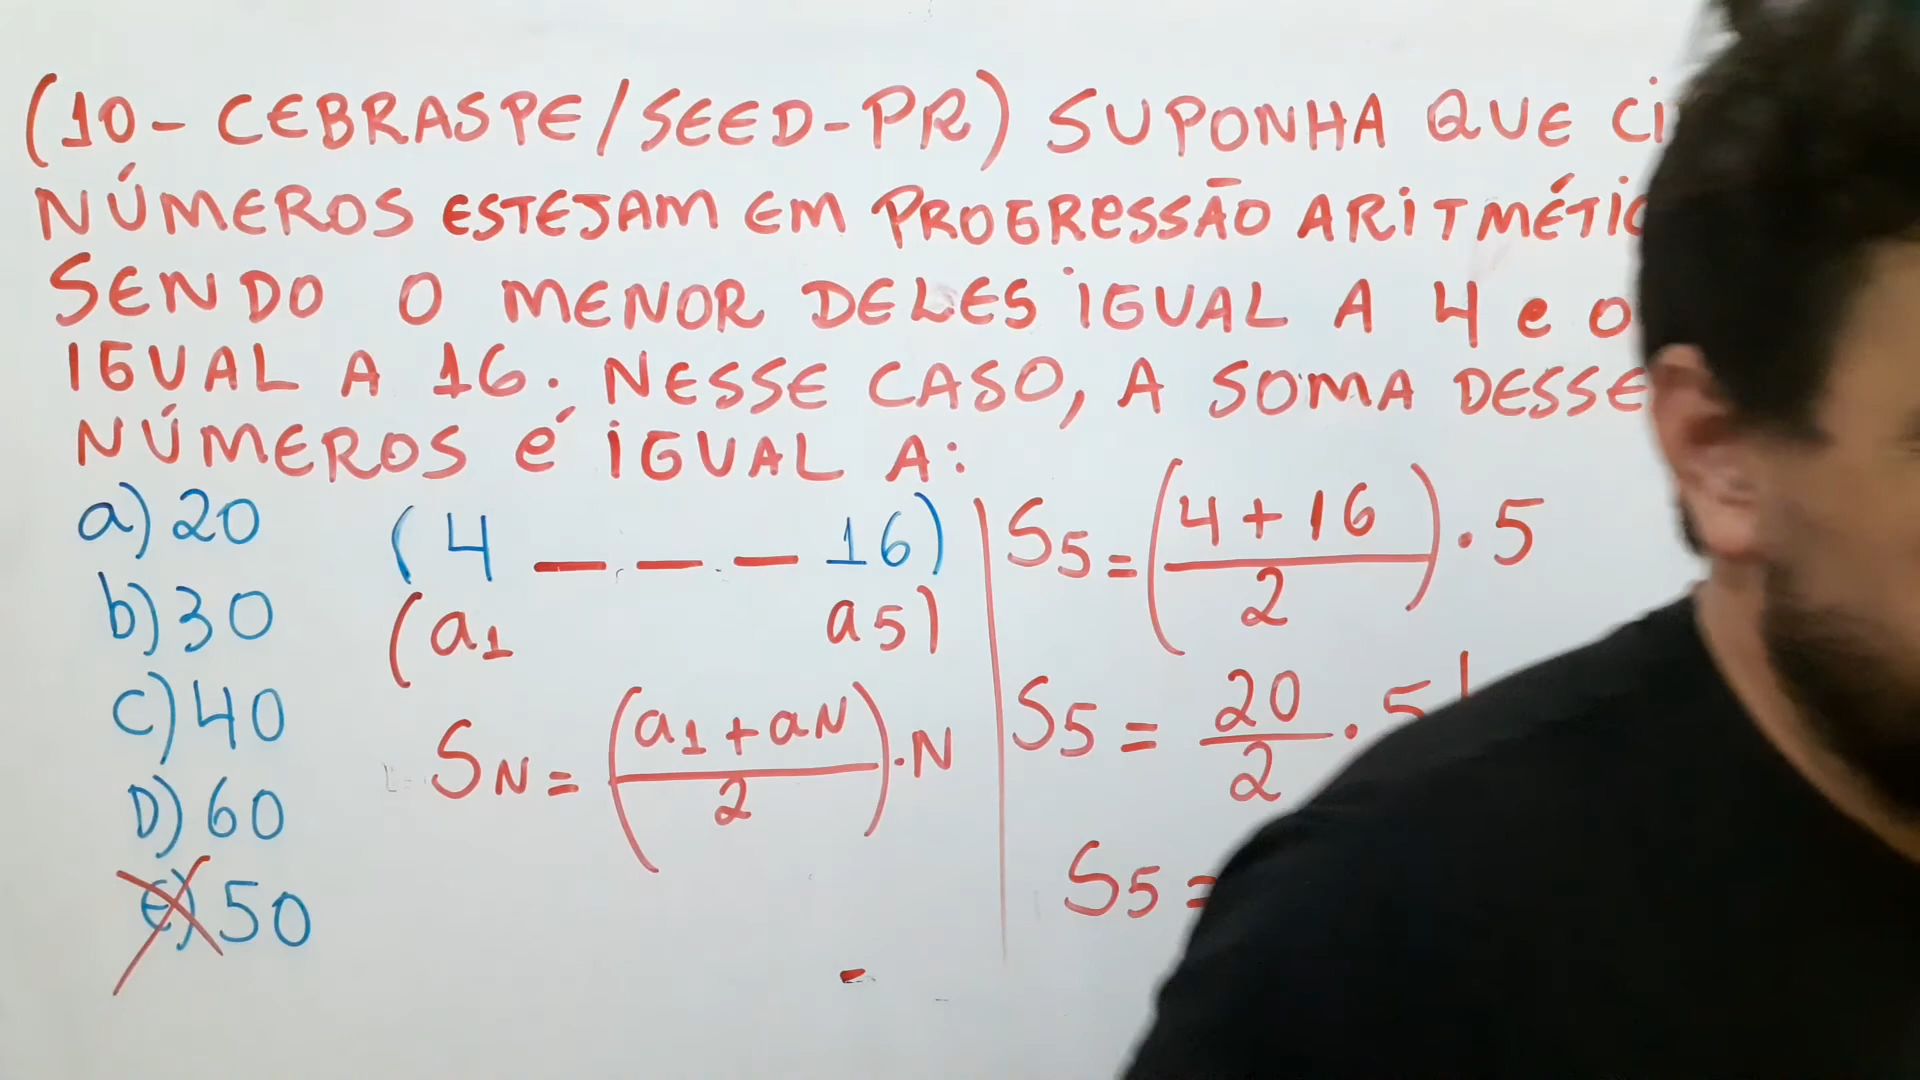 (10- CEBRASPE/SEED-PR) SUPONHA QUE
NÚMEROS ESTEJAM EM PROGRESSÃO
SENDO O MENOR DELES IGUAL A 4 e O
IGUAL A 16. NESSE CASO, A SOMA
NÚMEROS é IGUAL A:
a) 20
b) 30
c) 40
D) 60
E) 50
(4 _ _ _ 16)
(a1 a5)
SN = (a1 + aN / 2) . N
S5 = (4 + 16 / 2) . 5
S5 = 20 / 2 . 5
S5 =